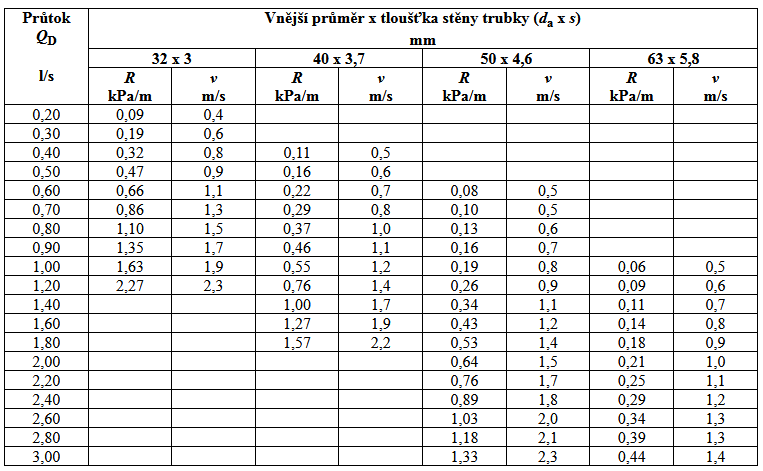 Průtok Vnější průměr x tloušťka stěny trubky (da x s)
QD mm
32 x 3 40 x 3,7 50 x 4,6 63 x 5,8
l/s R v R v R v R v
kPa/m m/s kPa/m m/s kPa/m m/s kPa/m m/s
0,20 0,09 0,4
0,30 0,19 0,6
0,40 0,32 0,8 0,11 0,5
0,50 0,47 0,9 0,16 0,6
0,60 0,66 1,1 0,22 0,7 0,08 0,5
0,70 0,86 1,3 0,29 0,8 0,10 0,5
0,80 1,10 1,5 0,37 1,0 0,13 0,6
0,90 1,35 1,7 0,46 1,1 0,16 0,7
1,00 1,63 1,9 0,55 1,2 0,19 0,8 0,06 0,5
1,20 2,27 2,3 0,76 1,4 0,26 0,9 0,09 0,6
1,40 1,00 1,7 0,34 1,1 0,11 0,7
1,60 1,27 1,9 0,43 1,2 0,14 0,8
1,80 1,57 2,2 0,53 1,4 0,18 0,9
2,00 0,64 1,5 0,21 1,0
2,20 0,76 1,7 0,25 1,1
2,40 0,89 1,8 0,29 1,2
2,60 1,03 2,0 0,34 1,3
2,80 1,18 2,1 0,39 1,3
3,00 1,33 2,3 0,44 1,4